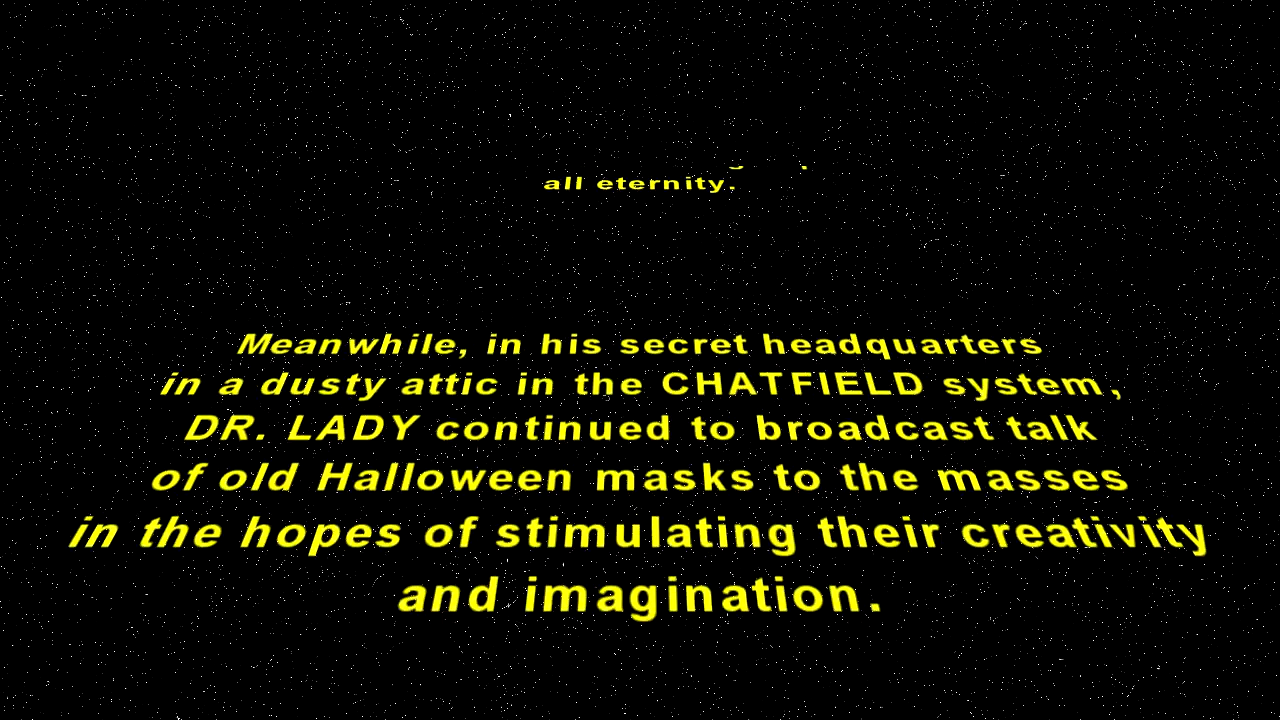 all eternity.
Meanwhile, in his secret headquarters
in a dusty attic in the CHATFIELD system,
DR. LADY continued to broadcast talk
of old Halloween masks to the masses
in the hopes of stimulating their creativity
and imagination.